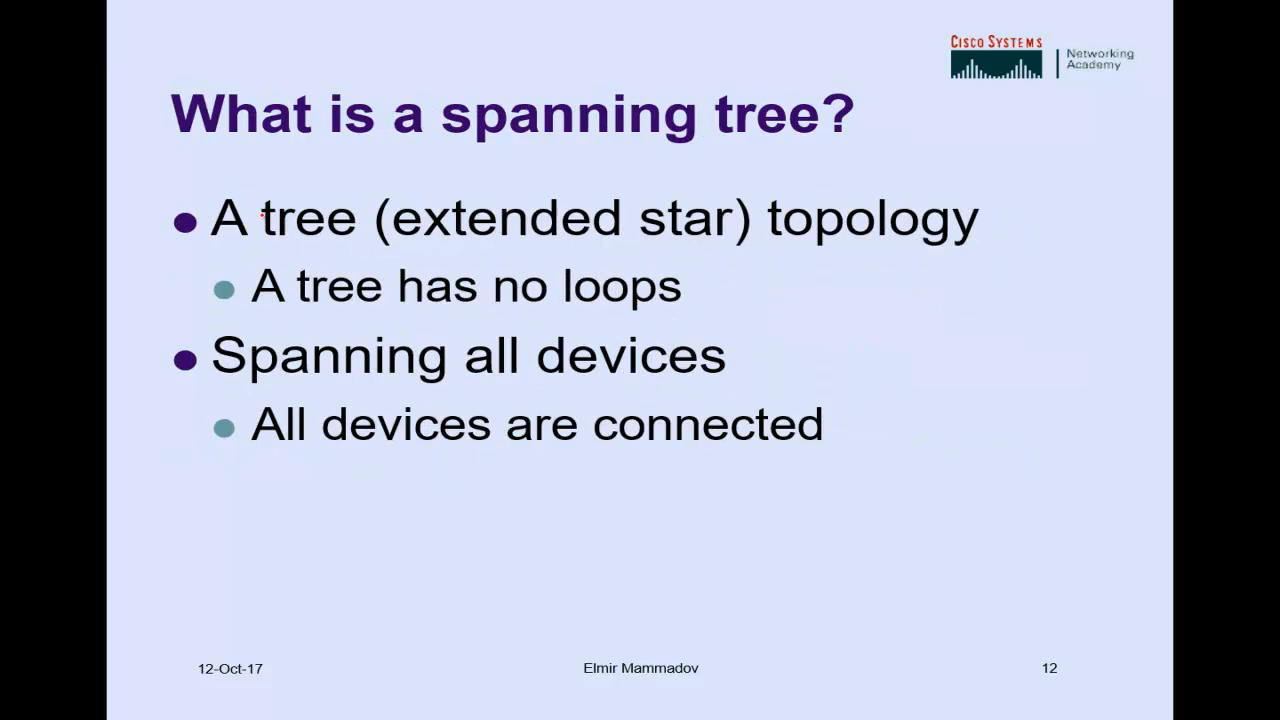 CISCO SYSTEMS
Networking
Academy
What is a spanning tree?
A tree (extended star) topology
A tree has no loops
Spanning all devices
All devices are connected
12-Oct-17
Elmir Mammadov
12